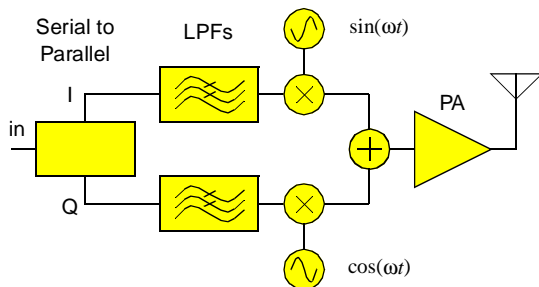 Serial to
Parallel
LPFs
sin(ωt)
I
PA
in
Q
cos(ωt)